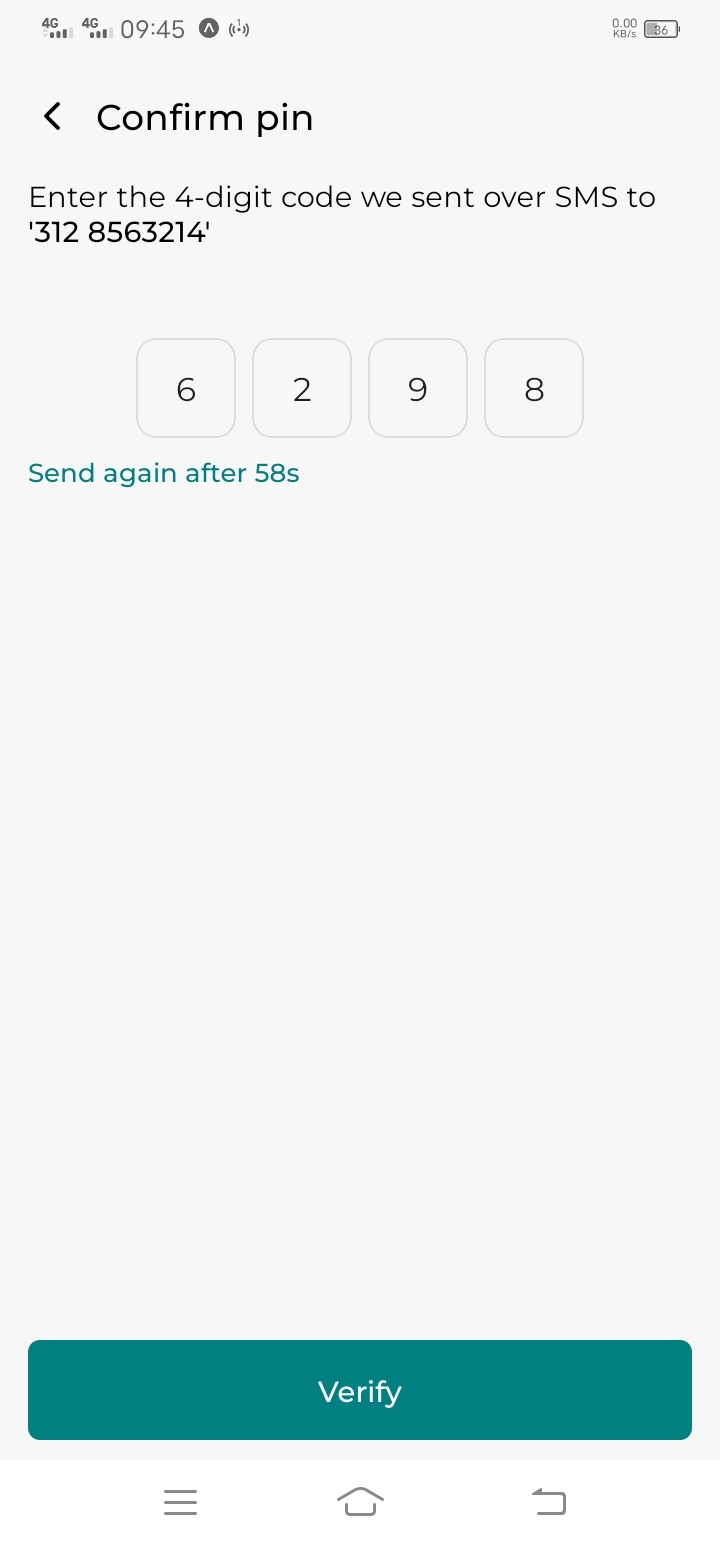 4G 4G 09:45 1 0.00 KB/s 36
Confirm pin
Enter the 4-digit code we sent over SMS to
'312 8563214'
6 2 9 8
Send again after 58s
Verify